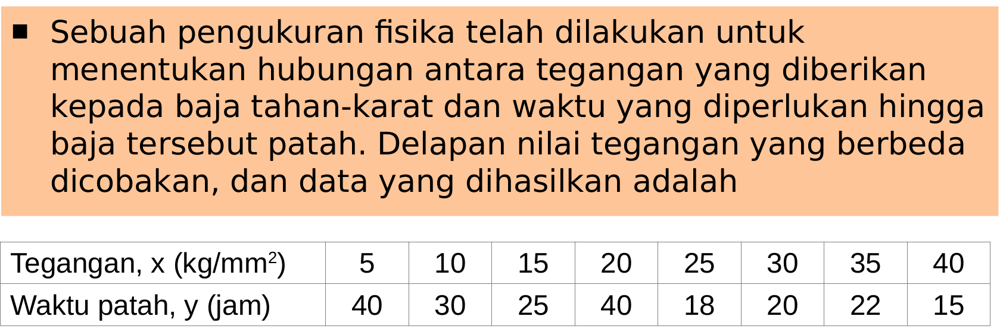 ■ Sebuah pengukuran fisika telah dilakukan untuk
menentukan hubungan antara tegangan yang diberikan
kepada baja tahan-karat dan waktu yang diperlukan hingga
baja tersebut patah. Delapan nilai tegangan yang berbeda
dicobakan, dan data yang dihasilkan adalah
Tegangan, x (kg/mm²) 5 10 15 20 25 30 35 40
Waktu patah, y (jam) 40 30 25 40 18 20 22 15